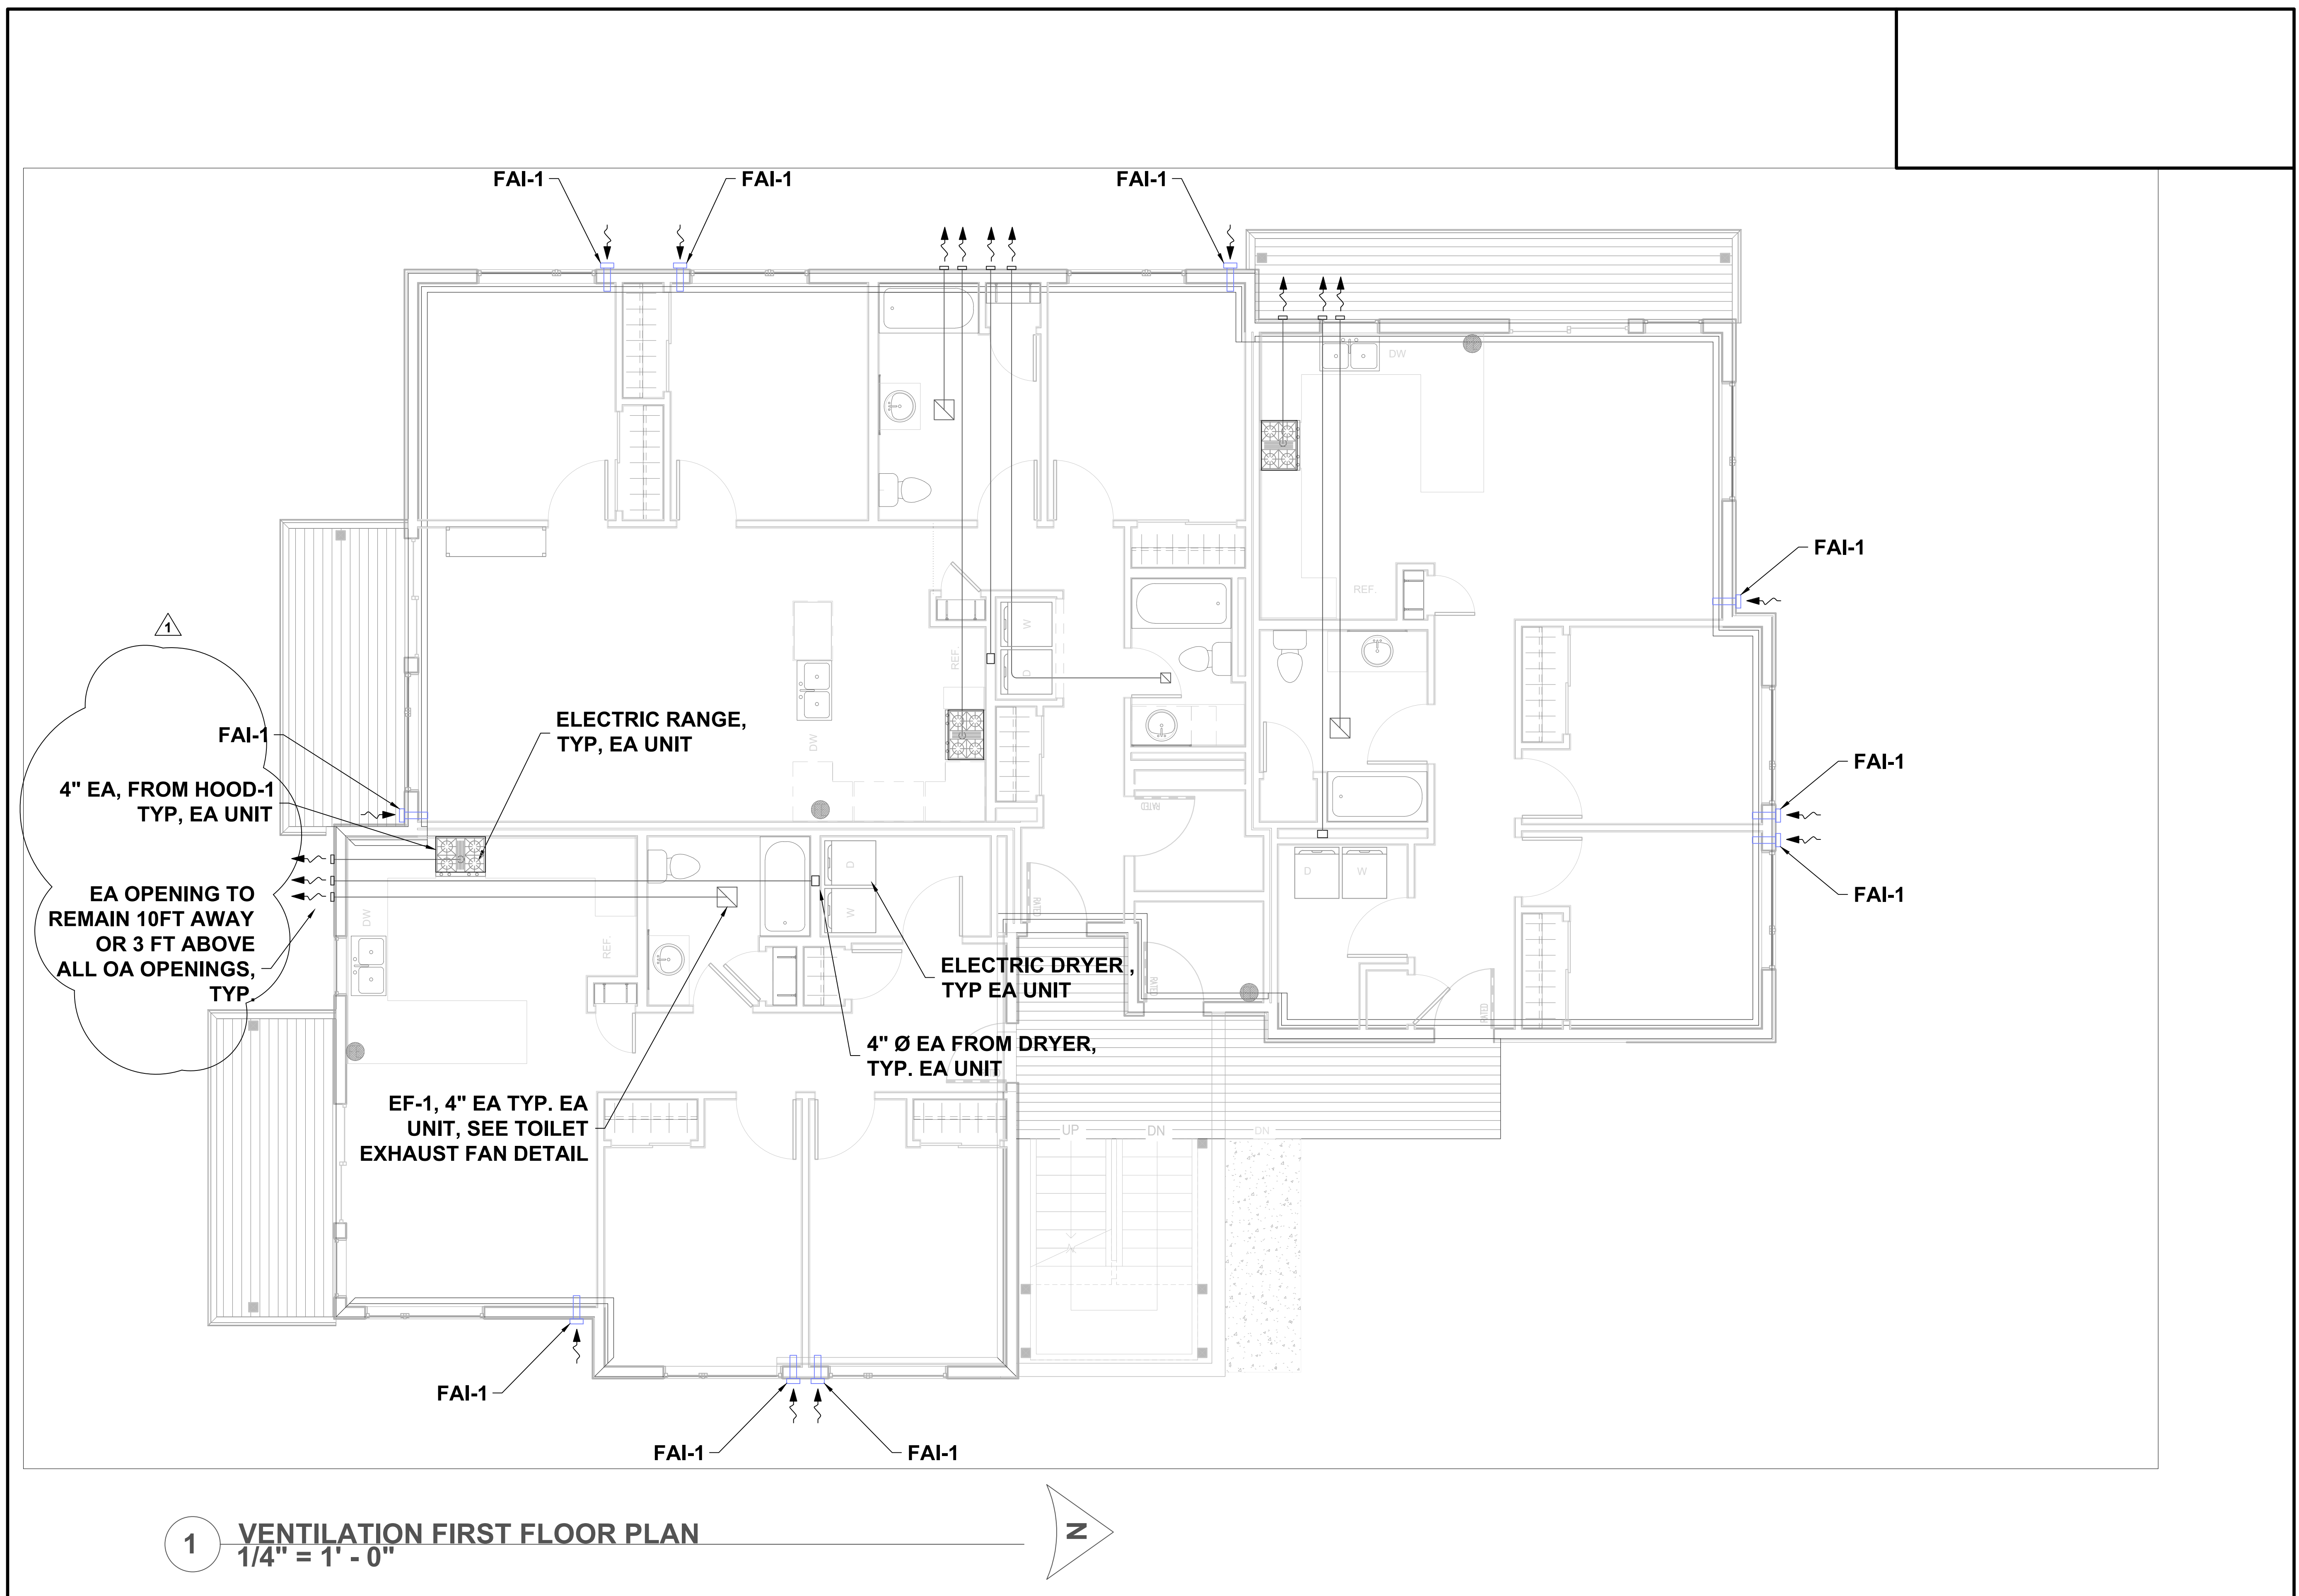 FAI-1
FAI-1
FAI-1
DW
FAI-1
REF.
W
REF.
D
1
ELECTRIC RANGE,
TYP, EA UNIT
FAI-1
DW
FAI-1
4" EA, FROM HOOD-1
TYP, EA UNIT
RATED
FAI-1
EA OPENING TO
REMAIN 10FT AWAY
OR 3 FT ABOVE
ALL OA OPENINGS,
TYP.
DW
REF.
D
W
RATED
D
W
ELECTRIC DRYER ,
TYP EA UNIT
RATED
RATED
4" Ø EA FROM DRYER,
TYP. EA UNIT
EF-1, 4" EA TYP. EA
UNIT, SEE TOILET
EXHAUST FAN DETAIL
UP
DN
DN
FAI-1
FAI-1
FAI-1
1
VENTILATION FIRST FLOOR PLAN
1/4" = 1' - 0"
N